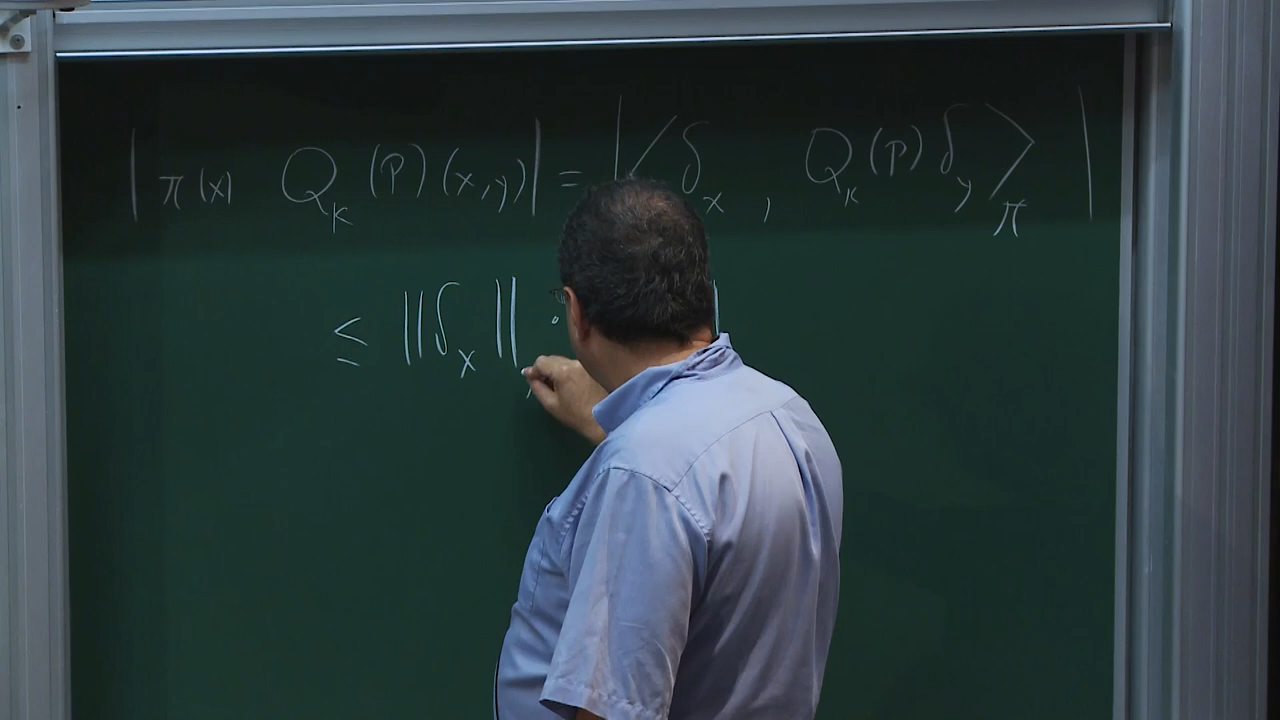 |π(x) Q_k(P)(x,y)| = |⟨δ_x, Q_k(P)δ_y⟩_π|
≤ ||δ_x|| ·